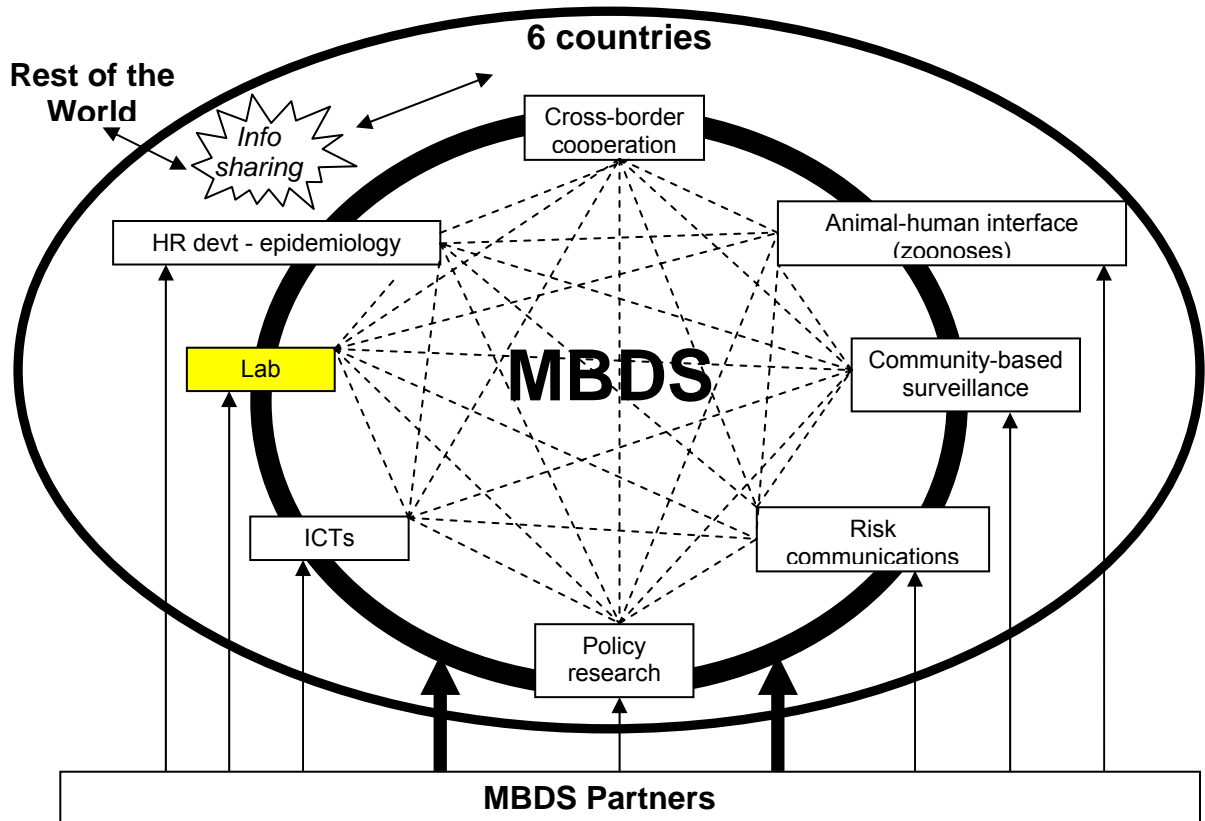 6 countries
Rest of the
World
Info
sharing
Cross-border
cooperation
HR devt - epidemiology
Animal-human interface
(zoonoses)
Lab
MBDS
Community-based
surveillance
ICTs
Risk
communications
Policy
research
MBDS Partners